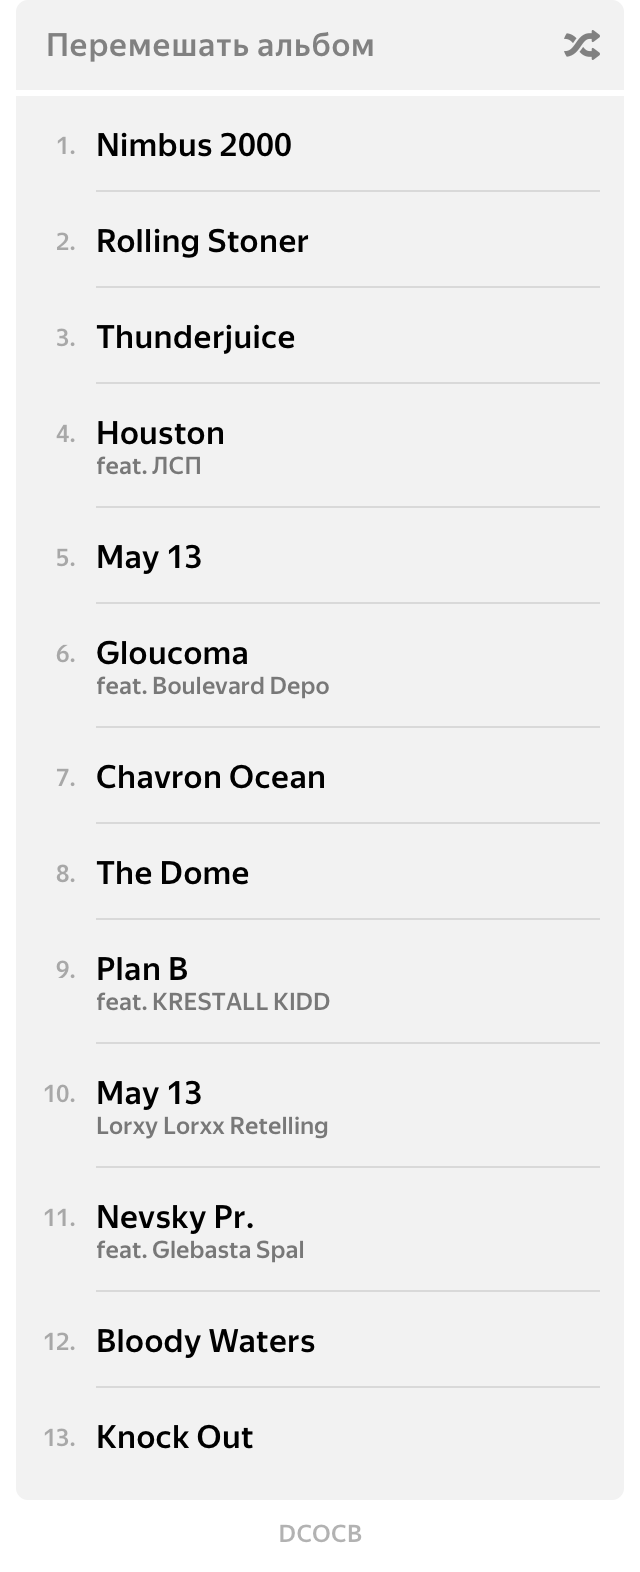 Перемешать альбом
1. Nimbus 2000
2. Rolling Stoner
3. Thunderjuice
4. Houston
feat. ЛСП
5. May 13
6. Gloucoma
feat. Boulevard Depo
7. Chavron Ocean
8. The Dome
9. Plan B
feat. KRESTALL KIDD
10. May 13
Lorxy Lorxx Retelling
11. Nevsky Pr.
feat. Glebasta Spal
12. Bloody Waters
13. Knock Out
DCOCB